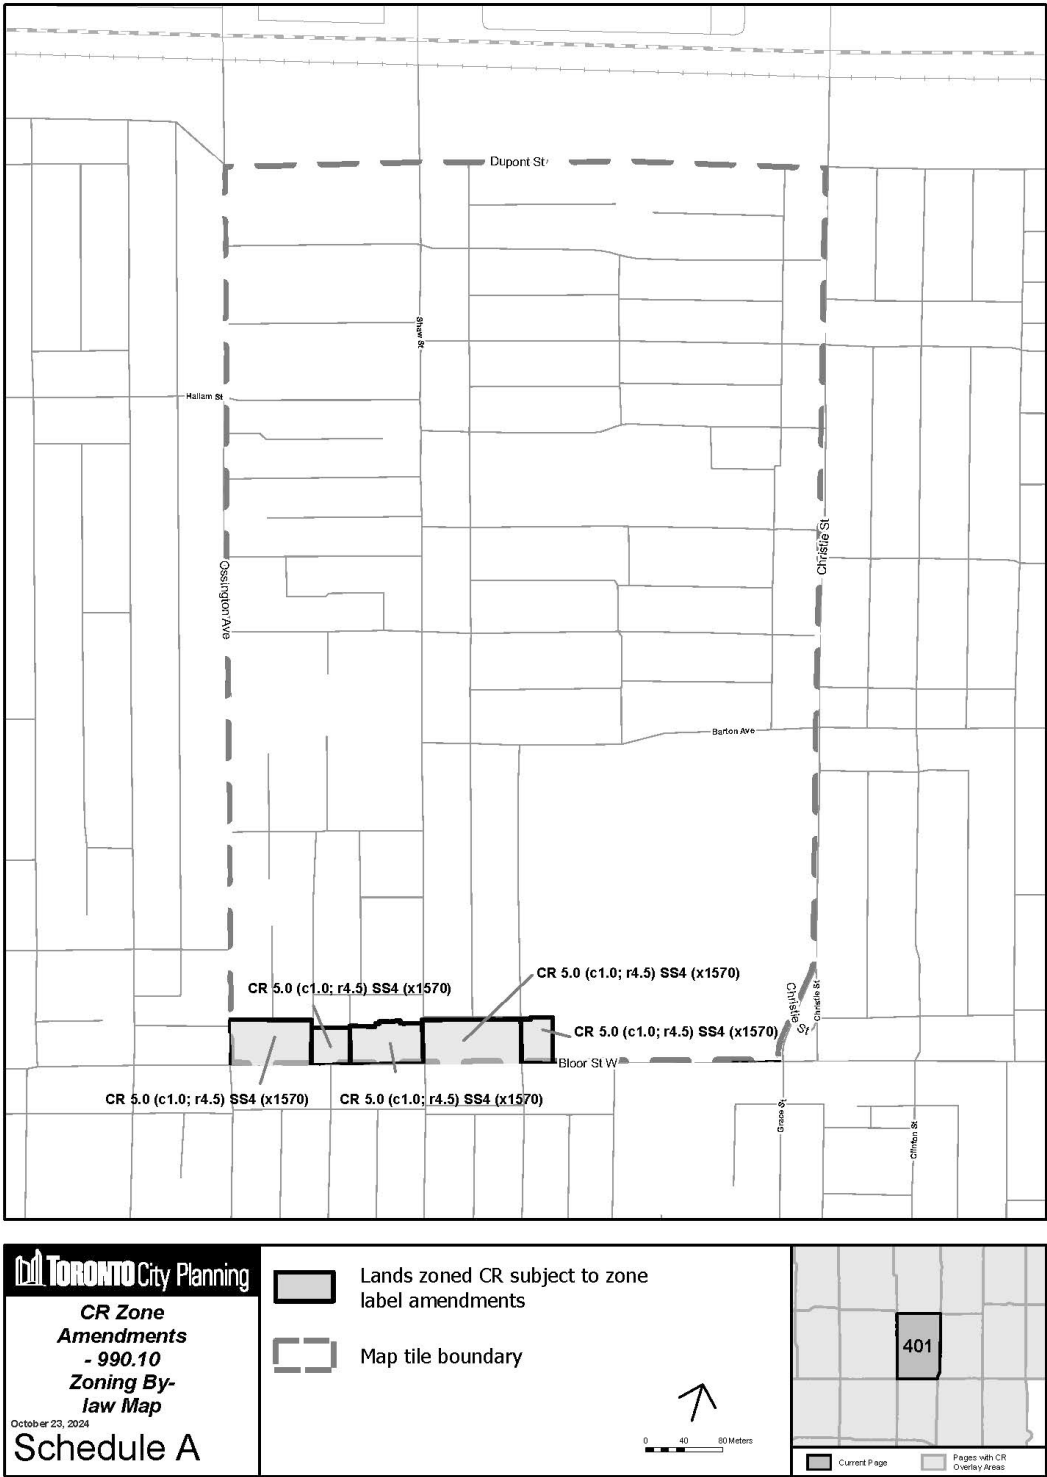 Dupont St
Shaw St
Hallam St
Christie St
Ossington Ave
Barton Ave
CR 5.0 (c1.0; r4.5) SS4 (x1570)
CR 5.0 (c1.0; r4.5) SS4 (x1570)
Christie St
Christie St
CR 5.0 (c1.0; r4.5) SS4 (x1570)
Bloor St W
CR 5.0 (c1.0; r4.5) SS4 (x1570)
CR 5.0 (c1.0; r4.5) SS4 (x1570)
Grace St
Clinton St
TORONTO City Planning
CR Zone
Amendments
- 990.10
Zoning By-
law Map
October 23, 2024
Schedule A
Lands zoned CR subject to zone
label amendments
Map tile boundary
0 40 80 Meters
401
Current Page
Pages with CR
Overlay Areas